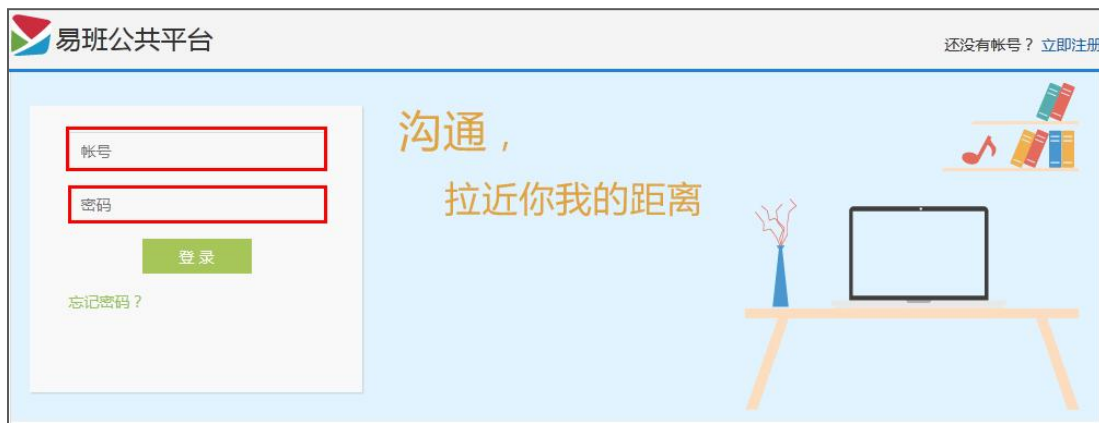 易班公共平台
还没有帐号？ 立即注册
帐号
密码
登录
忘记密码？
沟通，
拉近你我的距离